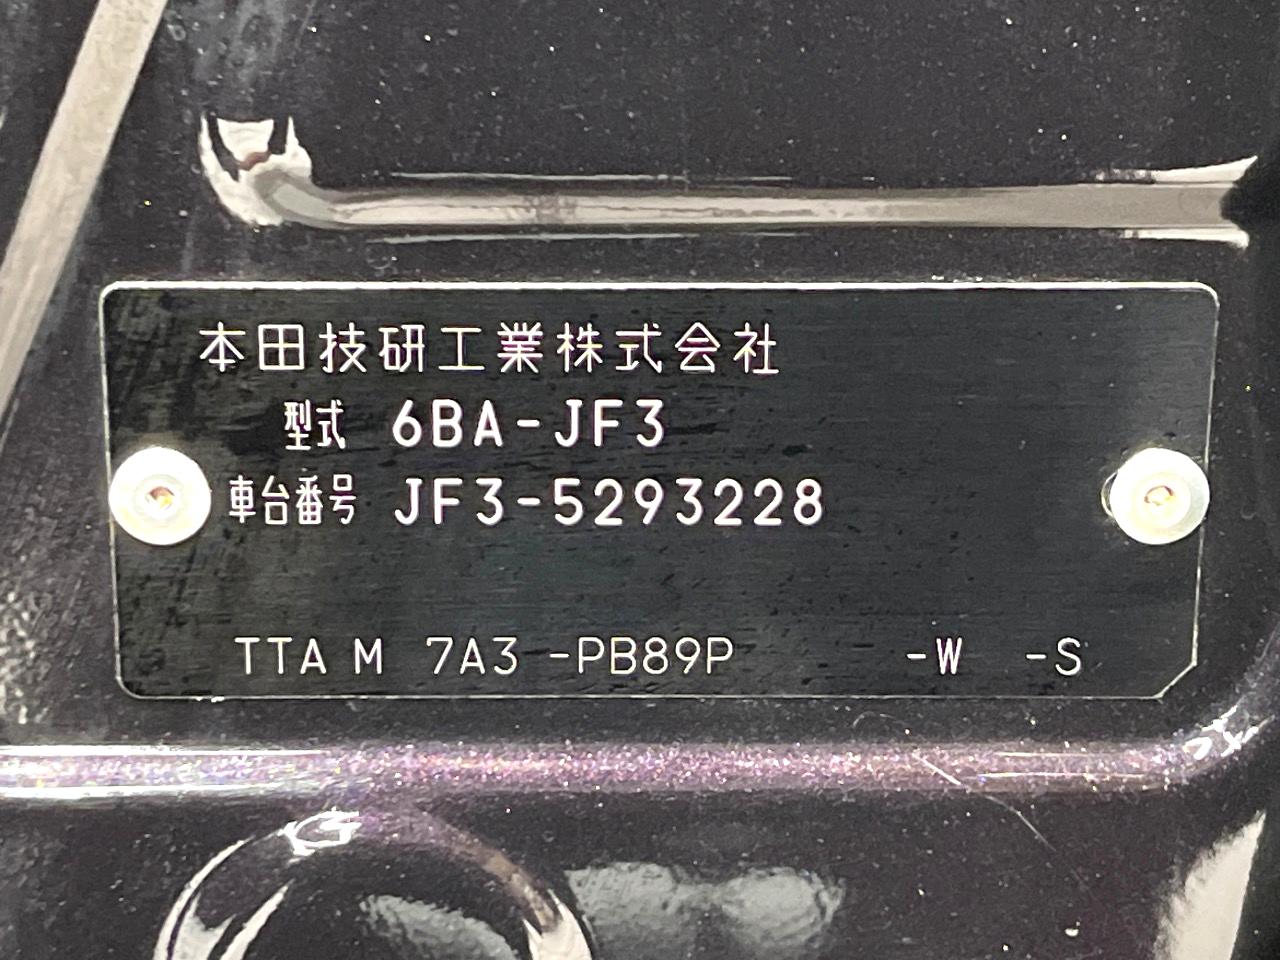 本田技研工業株式会社
型式 6BA-JF3
車台番号 JF3-5293228
TTA M 7A3 -PB89P -W -S